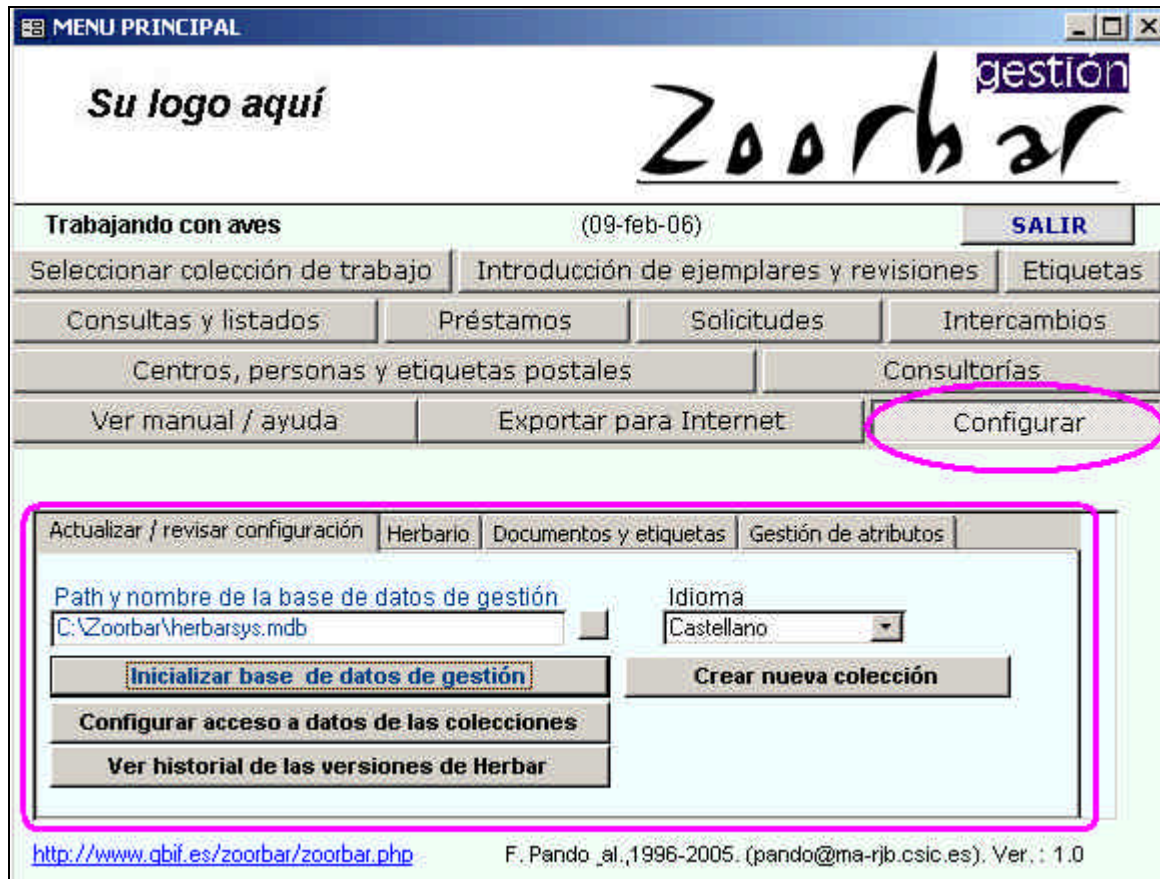 MENU PRINCIPAL
Su logo aquí
gestión
Zoorbar
Trabajando con aves (09-feb-06) SALIR
Seleccionar colección de trabajo Introducción de ejemplares y revisiones Etiquetas
Consultas y listados Préstamos Solicitudes Intercambios
Centros, personas y etiquetas postales Consultorías
Ver manual / ayuda Exportar para Internet Configurar
Actualizar / revisar configuración Herbario Documentos y etiquetas Gestión de atributos
Path y nombre de la base de datos de gestión Idioma
C:\Zoorbar\herbarsys.mdb Castellano
Inicializar base de datos de gestión Crear nueva colección
Configurar acceso a datos de las colecciones
Ver historial de las versiones de Herbar
http://www.gbif.es/zoorbar/zoorbar.php F. Pando _al.,1996-2005. (pando@ma-rjb.csic.es). Ver. : 1.0